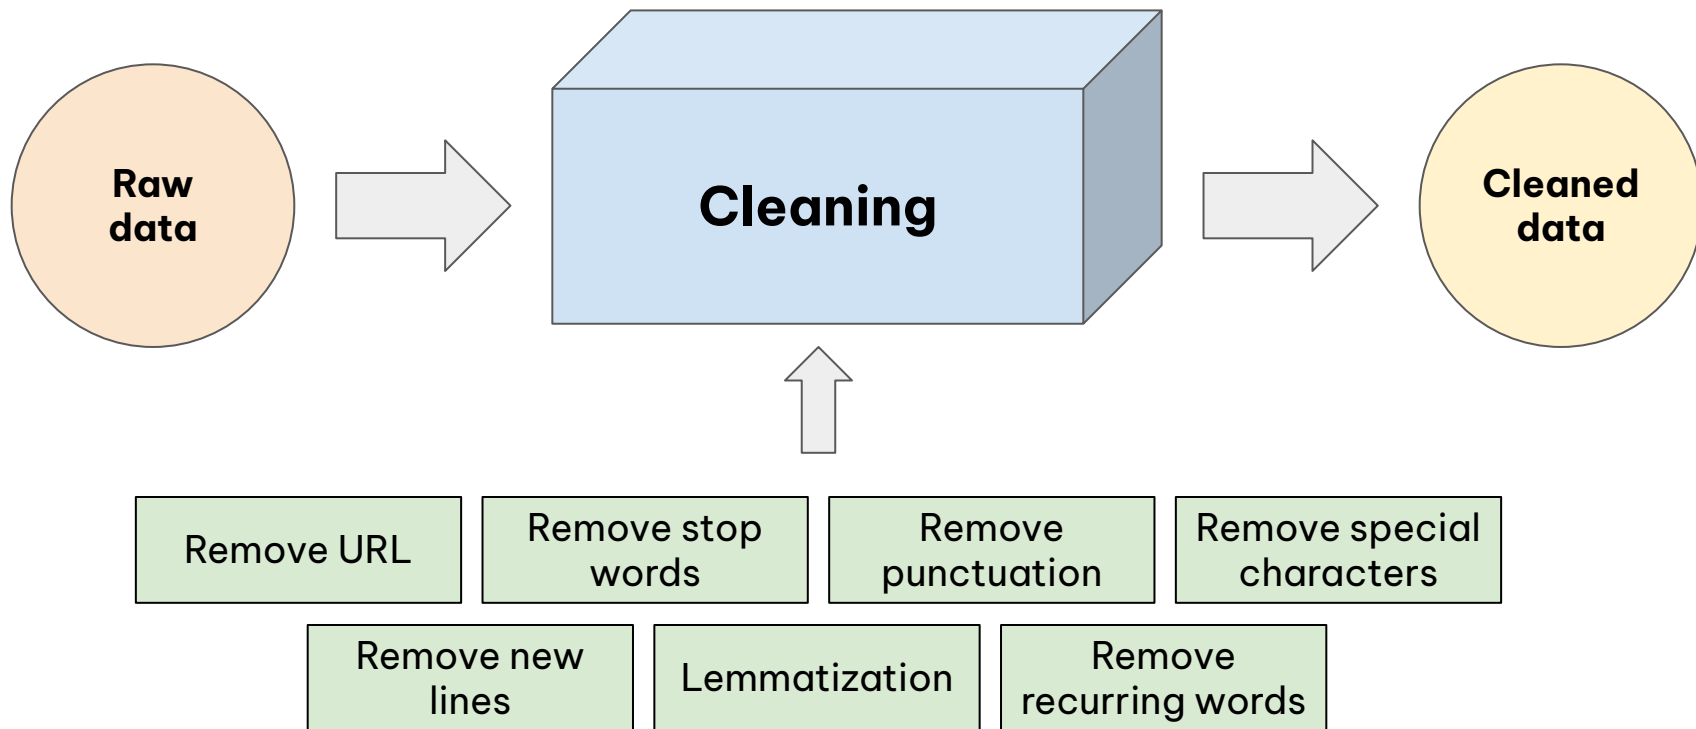 Raw
data
Cleaning
Cleaned
data
Remove URL
Remove stop
words
Remove
punctuation
Remove special
characters
Remove new
lines
Lemmatization
Remove
recurring words